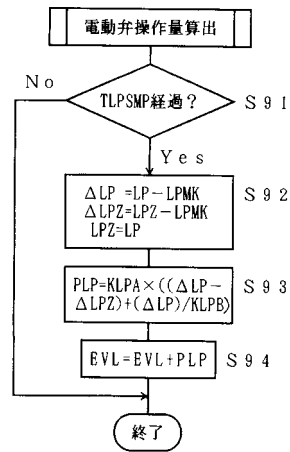 電動弁操作量算出
No
TLPSMP経過？
S91
Yes
ΔLP =LP−LPMK
ΔLPZ=LPZ−LPMK
LPZ=LP
S92
PLP=KLPA×((ΔLP−
ΔLPZ)+(ΔLP)/KLPB)
S93
EVL=EVL+PLP
S94
終了